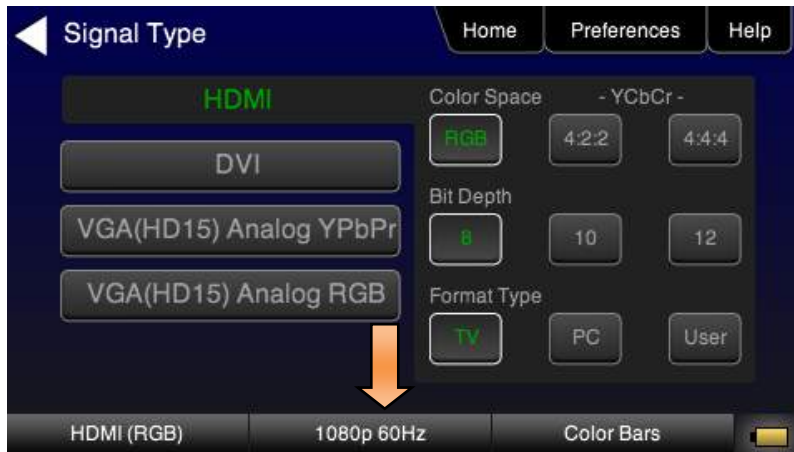 Signal Type
Home
Preferences
Help
HDMI
DVI
VGA(HD15) Analog YPbPr
VGA(HD15) Analog RGB
Color Space - YCbCr -
RGB 4:2:2 4:4:4
Bit Depth
8 10 12
Format Type
TV PC User
HDMI (RGB)
1080p 60Hz
Color Bars